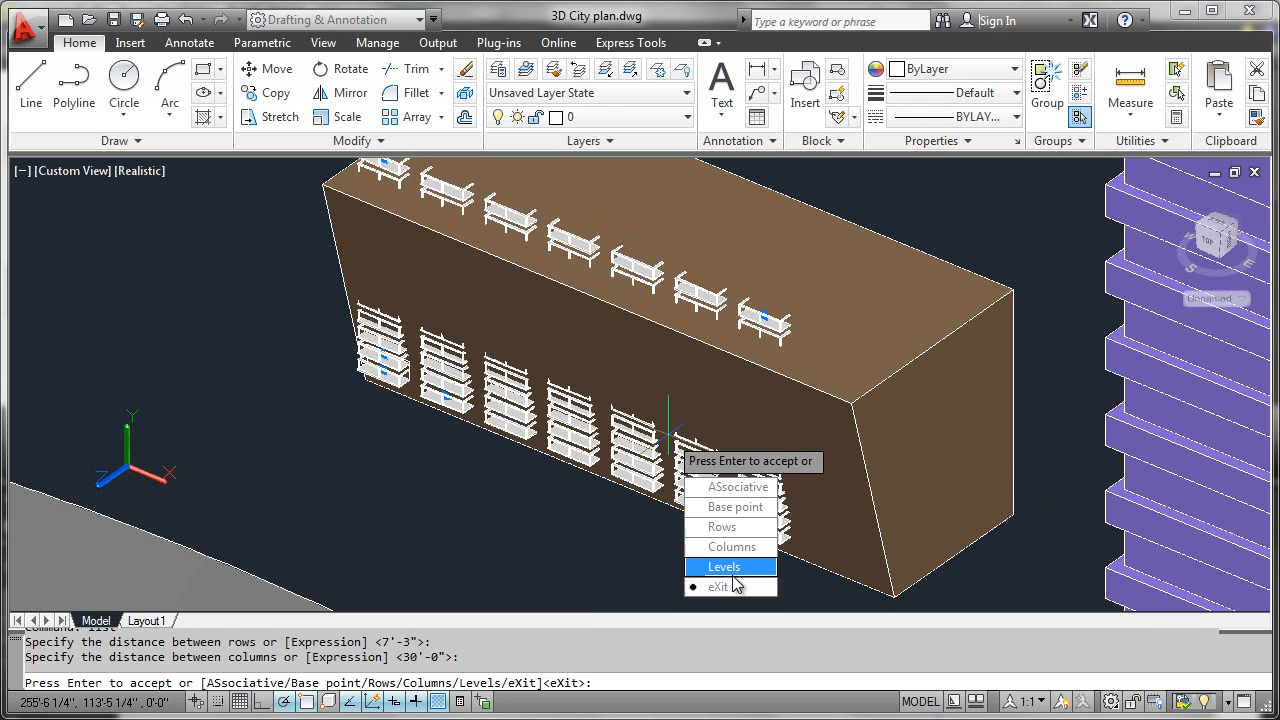 Drafting & Annotation
3D City plan.dwg
Type a keyword or phrase
Sign In
Home Insert Annotate Parametric View Manage Output Plug-ins Online Express Tools
Line Polyline Circle Arc
Move Rotate Trim
Copy Mirror Fillet
Stretch Scale Array
Unsaved Layer State
0
Text
Insert
ByLayer
Default
BYLAY...
Group
Measure
Paste
Draw Modify Layers Annotation Block Properties Groups Utilities Clipboard
[−] [Custom View] [Realistic]
TOP
S
E
Unnamed
Y
X
Z
Press Enter to accept or
ASsociative
Base point
Rows
Columns
Levels
eXit
Model Layout1
Command: list
Specify the distance between rows or [Expression] <7'-3">:
Specify the distance between columns or [Expression] <30'-0">:
Press Enter to accept or [ASsociative/Base point/Rows/Columns/Levels/eXit]<eXit>:
255'-6 1/4", 113'-5 1/4", 0'-0"
MODEL
1:1